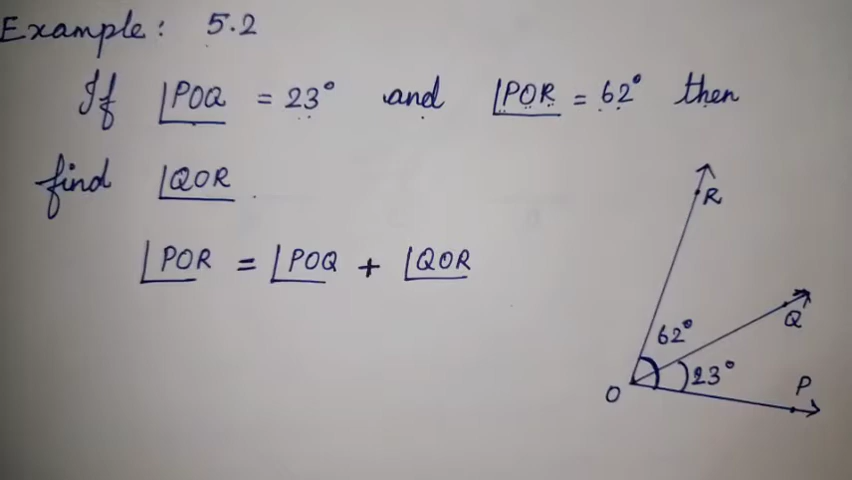 Example: 5.2
If ∠POQ = 23° and ∠POR = 62° then
find ∠QOR.
∠POR = ∠POQ + ∠QOR
R
Q
62°
23°
P
O